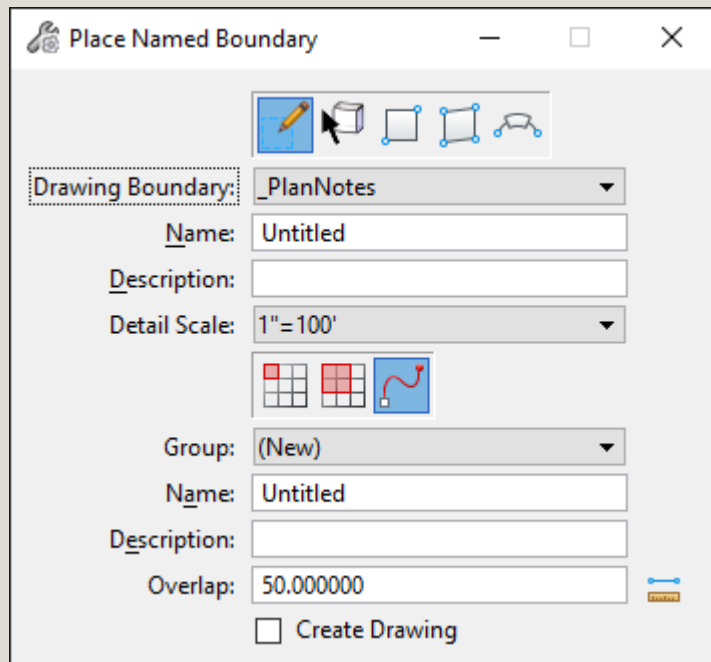 Place Named Boundary
Drawing Boundary: _PlanNotes
Name: Untitled
Description:
Detail Scale: 1"=100'
Group: (New)
Name: Untitled
Description:
Overlap: 50.000000
Create Drawing